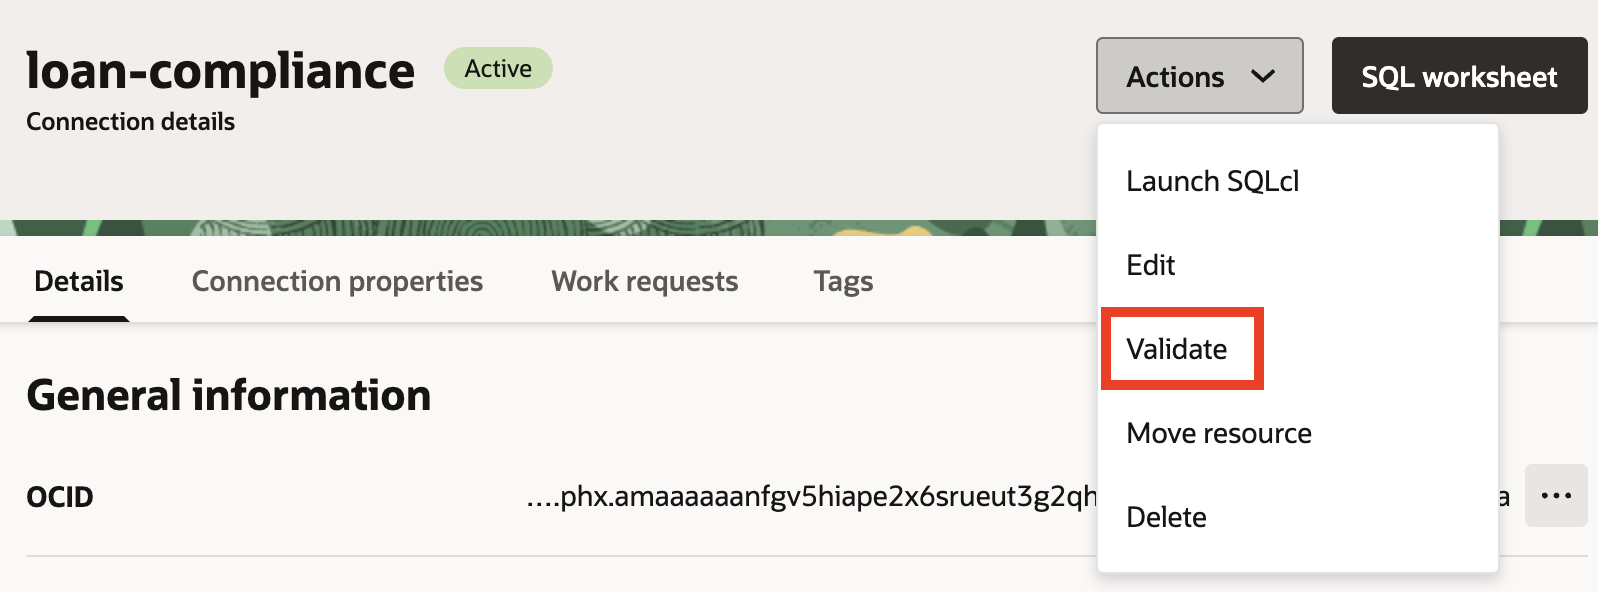 loan-compliance
Active
Connection details
Actions
SQL worksheet
Launch SQLcl
Edit
Validate
Move resource
Delete
Details
Connection properties
Work requests
Tags
General information
OCID
....phx.amaaaaaanfgv5hiape2x6srueut3g2qh
a